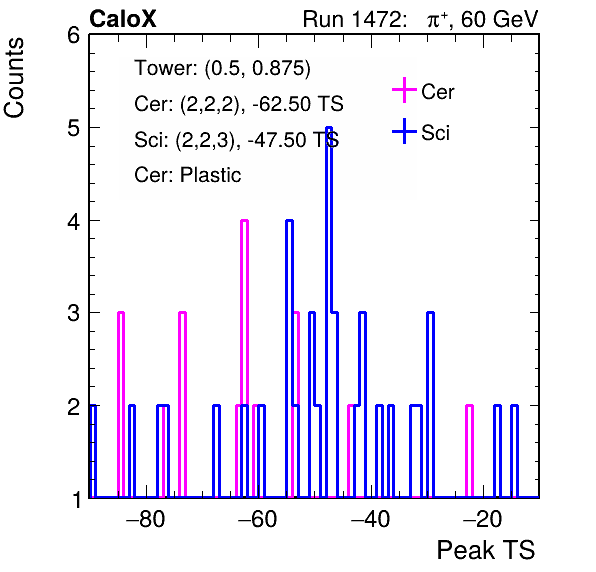 CaloX Run 1472: π⁺, 60 GeV
Counts
6
5
4
3
2
1
Tower: (0.5, 0.875)
Cer: (2,2,2), -62.50 TS
Sci: (2,2,3), -47.50 TS
Cer: Plastic
Cer
Sci
−80 −60 −40 −20
Peak TS